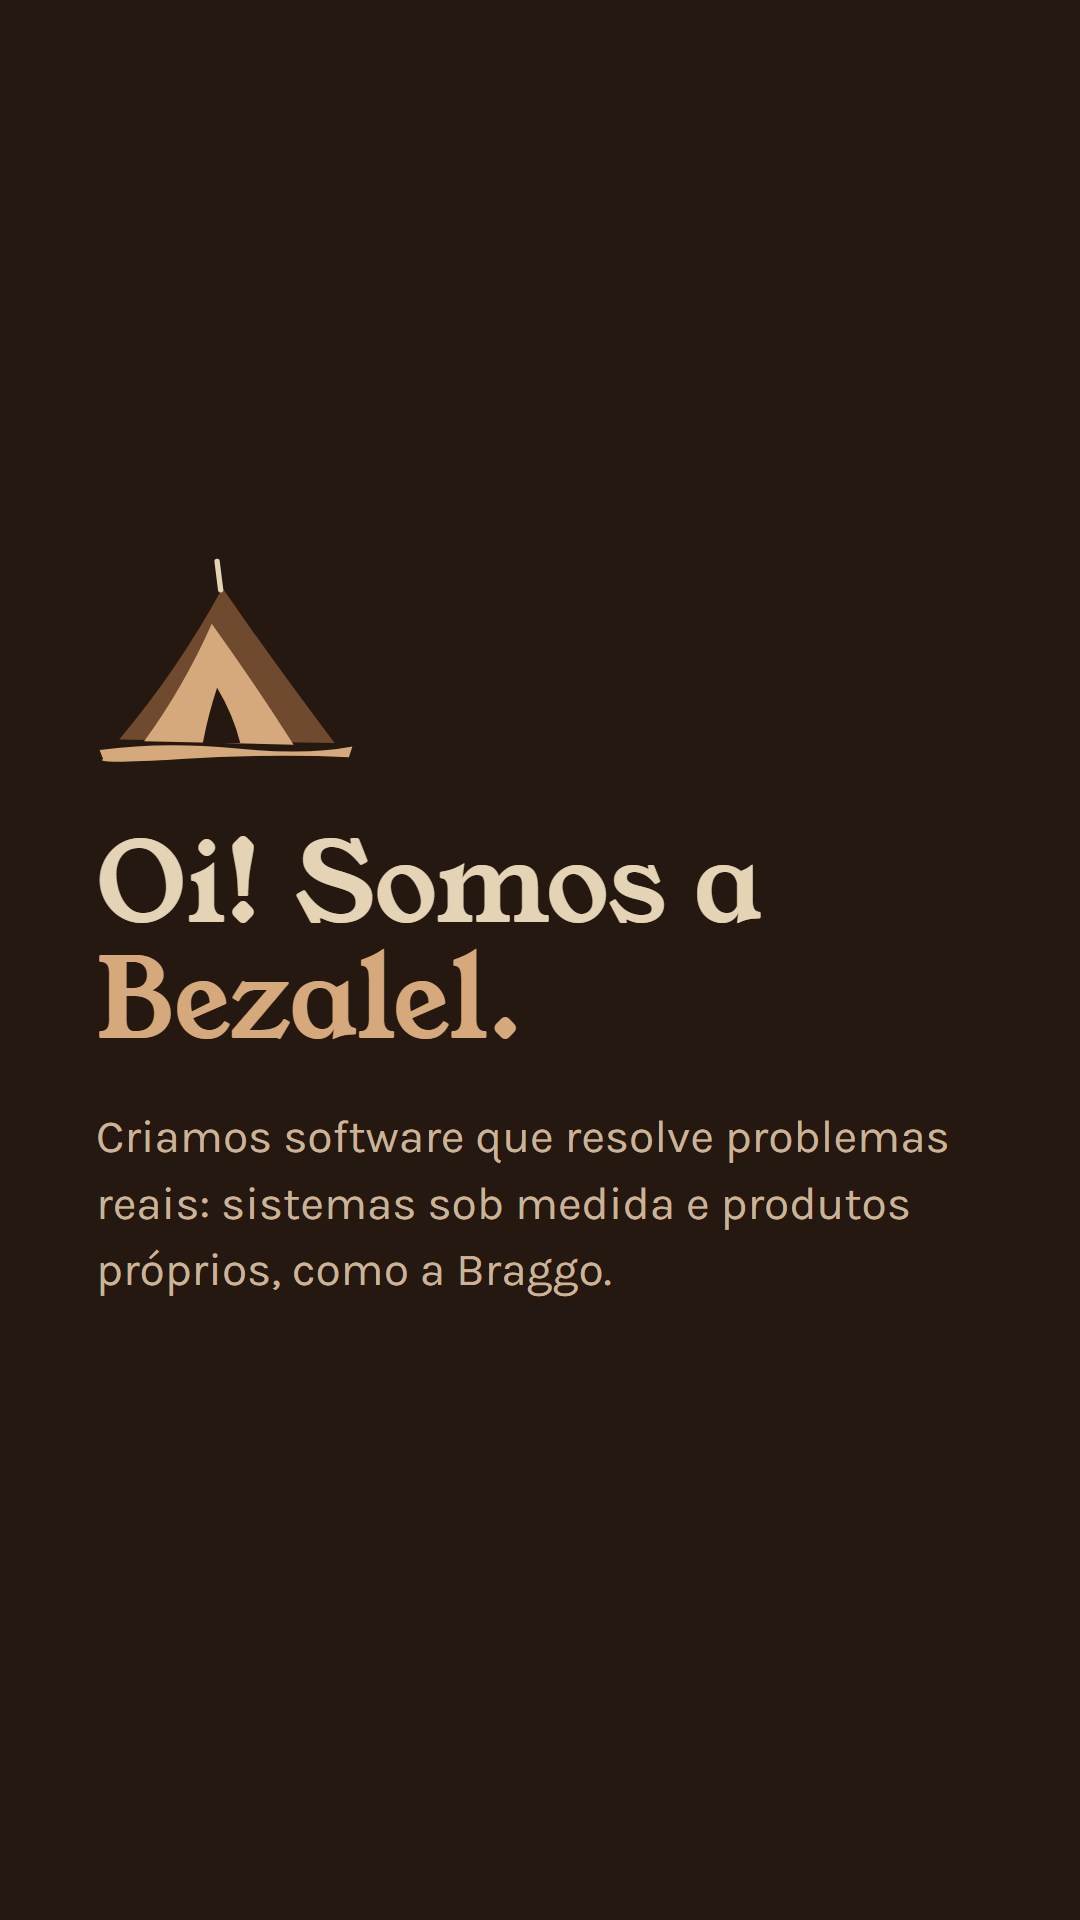 Oi! Somos a
Bezalel.
Criamos software que resolve problemas
reais: sistemas sob medida e produtos
próprios, como a Braggo.